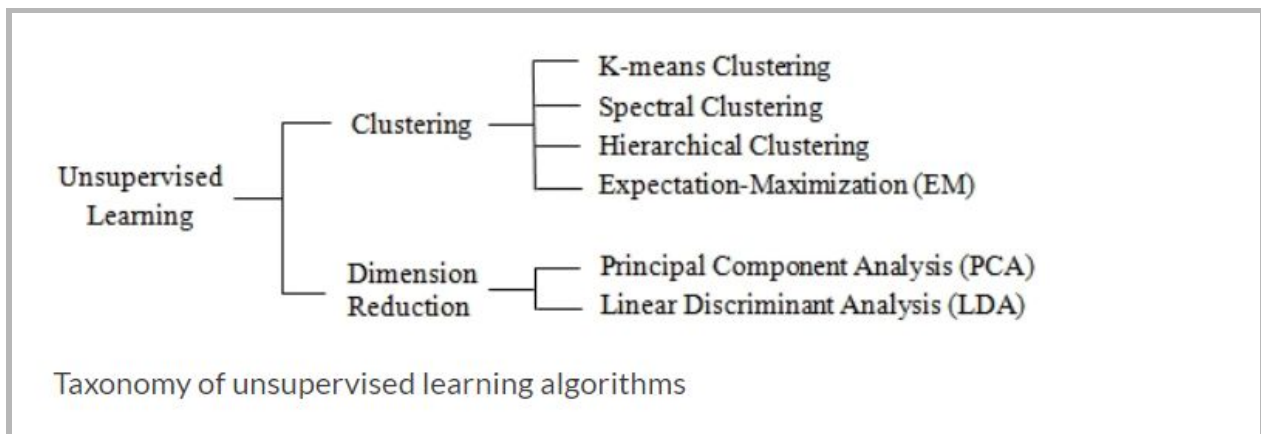 K-means Clustering
Spectral Clustering
Clustering
Hierarchical Clustering
Expectation-Maximization (EM)
Unsupervised
Learning
Dimension
Reduction
Principal Component Analysis (PCA)
Linear Discriminant Analysis (LDA)
Taxonomy of unsupervised learning algorithms